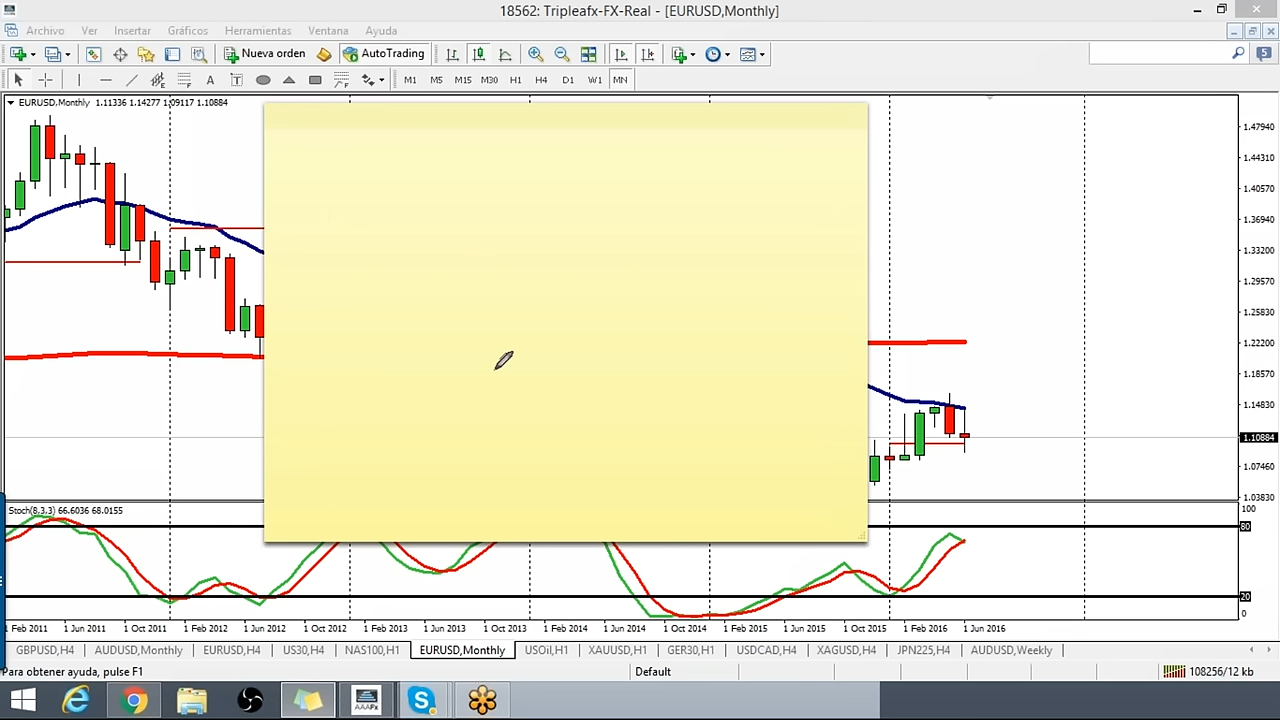 18562: Tripleafx-FX-Real - [EURUSD,Monthly]
Archivo Ver Insertar Gráficos Herramientas Ventana Ayuda
Nueva orden AutoTrading
5
A T M1 M5 M15 M30 H1 H4 D1 W1 MN
EURUSD,Monthly 1.11336 1.14277 1.09117 1.10884
1.47940
1.44310
1.40570
1.36940
1.33200
1.29570
1.25830
1.22200
1.18570
1.14830
1.10884
1.07460
1.03830
Stoch(8,3,3) 66.6036 68.0155
100
80
20
0
1 Feb 2011 1 Jun 2011 1 Oct 2011 1 Feb 2012 1 Jun 2012 1 Oct 2012 1 Feb 2013 1 Jun 2013 1 Oct 2013 1 Feb 2014 1 Jun 2014 1 Oct 2014 1 Feb 2015 1 Jun 2015 1 Oct 2015 1 Feb 2016 1 Jun 2016
GBPUSD,H4 AUDUSD,Monthly EURUSD,H4 US30,H4 NAS100,H1 EURUSD,Monthly USOil,H1 XAUUSD,H1 GER30,H1 USDCAD,H4 XAGUSD,H4 JPN225,H4 AUDUSD,Weekly
Para obtener ayuda, pulse F1 Default 108256/12 kb
AAAFx